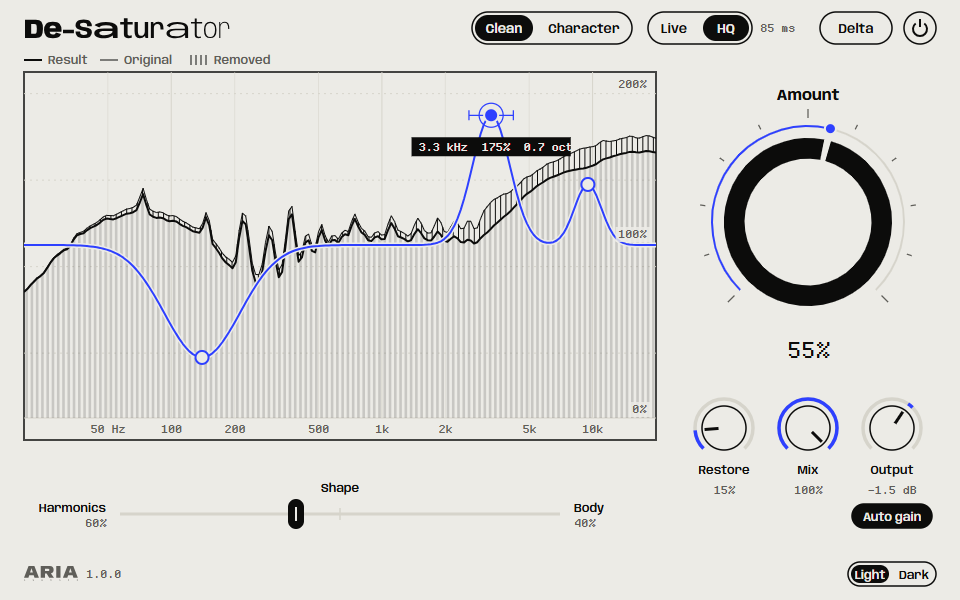 De-Saturator
Clean Character Live HQ 85 ms Delta
Result Original Removed
200%
3.3 kHz 175% 0.7 oct
100%
0%
50 Hz 100 200 500 1k 2k 5k 10k
Amount
55%
Restore Mix Output
15% 100% −1.5 dB
Auto gain
Shape
Harmonics Body
60% 40%
ARIA 1.0.0
Light Dark